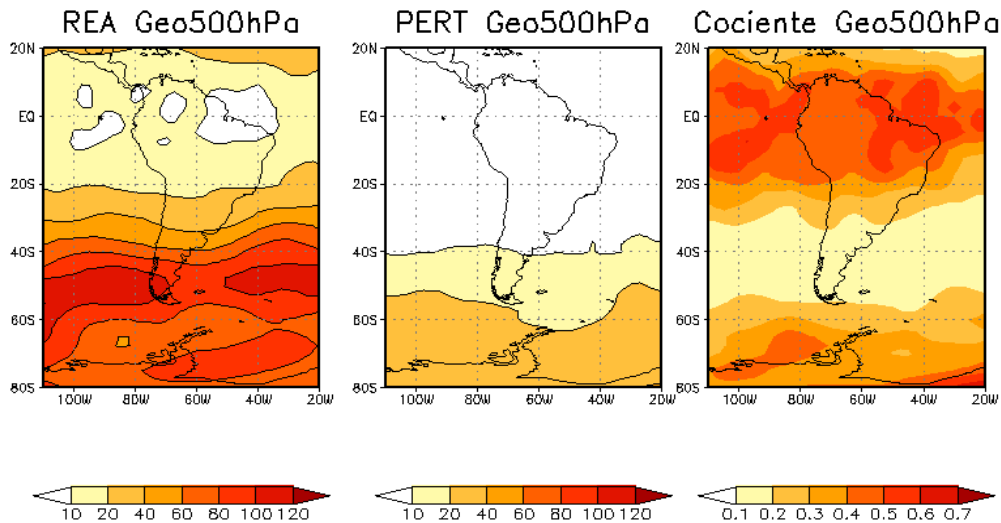 REA Geo500hPa PERT Geo500hPa Cociente Geo500hPa
20N 20N 20N
EQ EQ EQ
20S 20S 20S
40S 40S 40S
60S 60S 60S
80S 80S 80S
100W 80W 60W 40W 20W 100W 80W 60W 40W 20W 100W 80W 60W 40W 20W
10 20 40 60 80 100 120 10 20 40 60 80 100 120 0.1 0.2 0.3 0.4 0.5 0.6 0.7